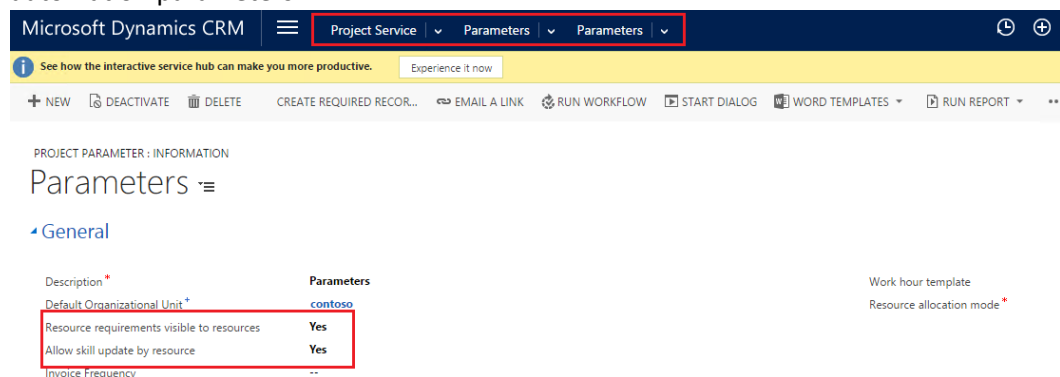 Microsoft Dynamics CRM Project Service Parameters Parameters
See how the interactive service hub can make you more productive. Experience it now
NEW DEACTIVATE DELETE CREATE REQUIRED RECOR... EMAIL A LINK RUN WORKFLOW START DIALOG WORD TEMPLATES RUN REPORT ..
PROJECT PARAMETER : INFORMATION
Parameters
General
Description* Parameters Work hour template
Default Organizational Unit+ contoso Resource allocation mode*
Resource requirements visible to resources Yes
Allow skill update by resource Yes
Invoice Frequency --